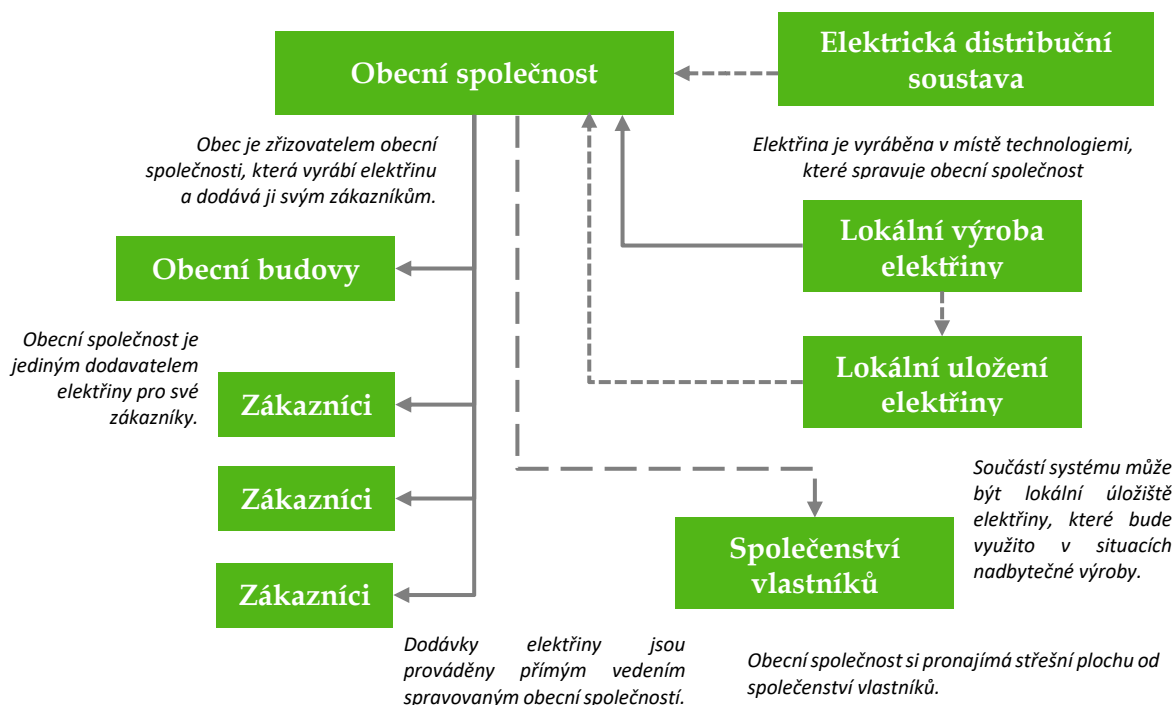 Obecní společnost
Elektrická distribuční
soustava
Obec je zřizovatelem obecní
společnosti, která vyrábí elektřinu
a dodává ji svým zákazníkům.
Elektřina je vyráběna v místě technologiemi,
které spravuje obecní společnost
Lokální výroba
elektřiny
Obecní budovy
Obecní společnost je
jediným dodavatelem
elektřiny pro své
zákazníky.
Lokální uložení
elektřiny
Zákazníci
Zákazníci
Součástí systému může
být lokální úložiště
elektřiny, které bude
využito v situacích
nadbytečné výroby.
Společenství
vlastníků
Zákazníci
Dodávky elektřiny jsou
prováděny přímým vedením
spravovaným obecní společností.
Obecní společnost si pronajímá střešní plochu od
společenství vlastníků.